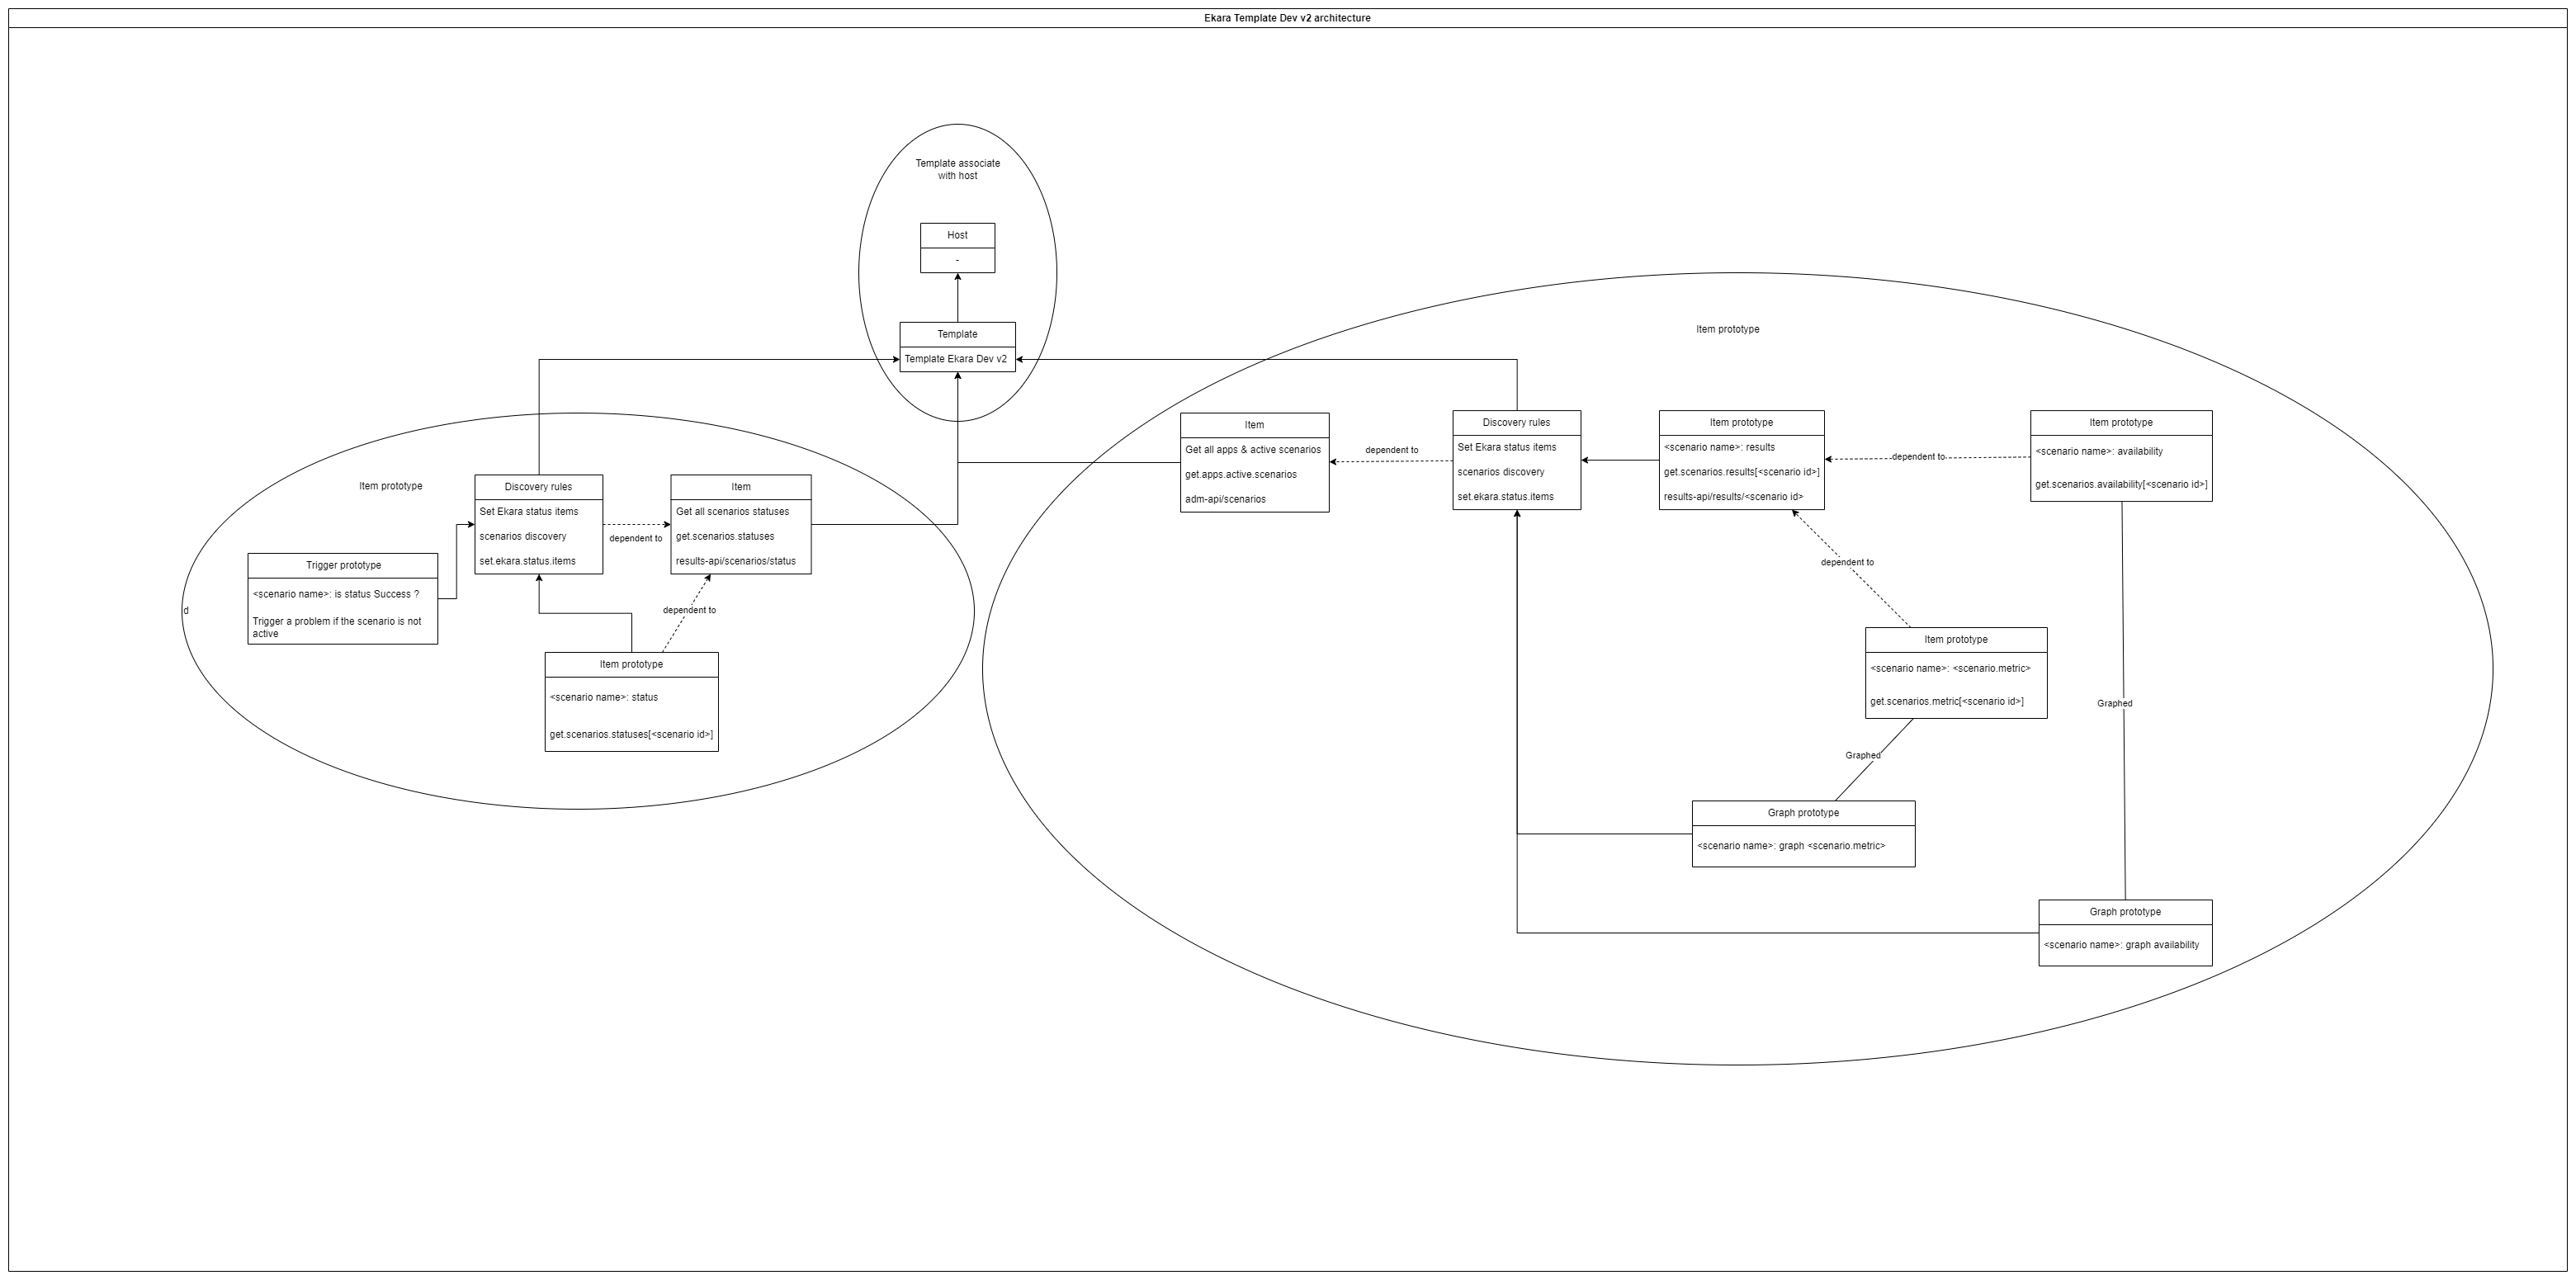 Ekara Template Dev v2 architecture
Template associate
with host
Host
-
Template
Template Ekara Dev v2
Item prototype
Discovery rules
Set Ekara status items
scenarios discovery
set.ekara.status.items
dependent to
Item
Get all scenarios statuses
get.scenarios.statuses
results-api/scenarios/status
Trigger prototype
<scenario name>: is status Success ?
Trigger a problem if the scenario is not
active
d
dependent to
Item prototype
<scenario name>: status
get.scenarios.statuses[<scenario id>]
Item prototype
Item
Get all apps & active scenarios
get.apps.active.scenarios
adm-api/scenarios
dependent to
Discovery rules
Set Ekara status items
scenarios discovery
set.ekara.status.items
Item prototype
<scenario name>: results
get.scenarios.results[<scenario id>]
results-api/results/<scenario id>
dependent to
Item prototype
<scenario name>: availability
get.scenarios.availability[<scenario id>]
dependent to
Item prototype
<scenario name>: <scenario.metric>
get.scenarios.metric[<scenario id>]
Graphed
Graphed
Graph prototype
<scenario name>: graph <scenario.metric>
Graph prototype
<scenario name>: graph availability